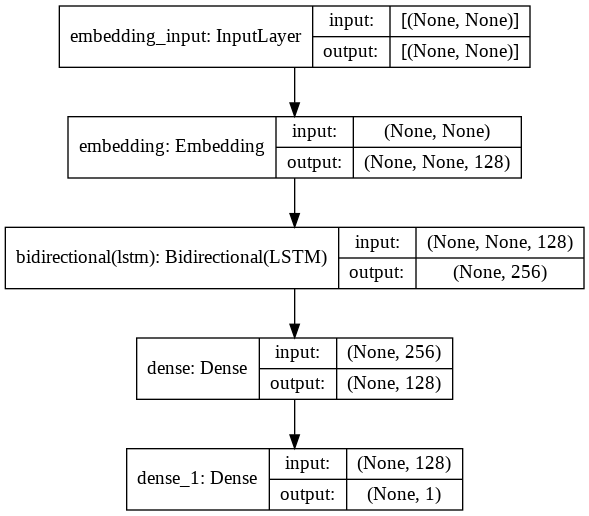 embedding_input: InputLayer
input:
[(None, None)]
output:
[(None, None)]
embedding: Embedding
input:
(None, None)
output:
(None, None, 128)
bidirectional(lstm): Bidirectional(LSTM)
input:
(None, None, 128)
output:
(None, 256)
dense: Dense
input:
(None, 256)
output:
(None, 128)
dense_1: Dense
input:
(None, 128)
output:
(None, 1)